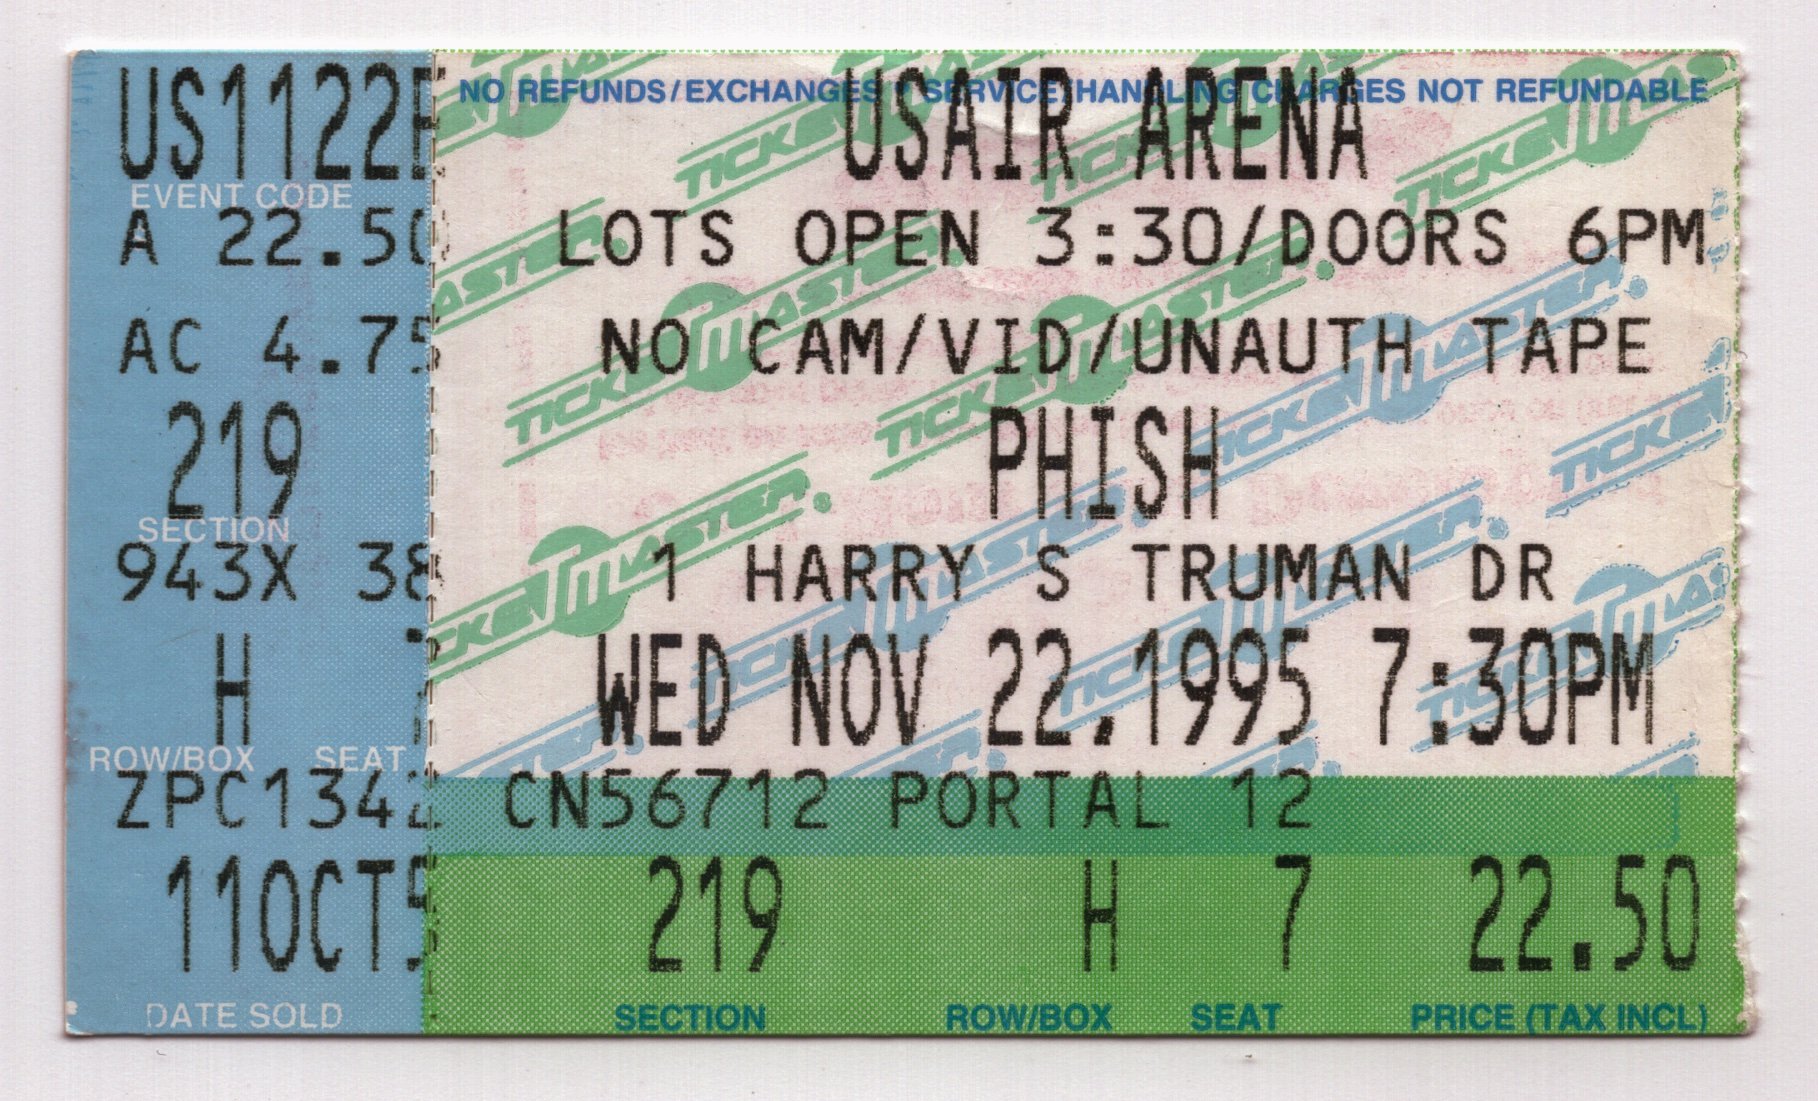 US1122E
EVENT CODE
A 22.50
AC 4.75
219
SECTION
943X 38
H 7
ROW/BOX SEAT
ZPC1342
11OCT5
DATE SOLD
NO REFUNDS/EXCHANGES • SERVICE/HANDLING CHARGES NOT REFUNDABLE
USAIR ARENA
LOTS OPEN 3:30/DOORS 6PM
NO CAM/VID/UNAUTH TAPE
PHISH
1 HARRY S TRUMAN DR
WED NOV 22,1995 7:30PM
CN56712 PORTAL 12
219 H 7 22.50
SECTION ROW/BOX SEAT PRICE (TAX INCL)
TICKETMASTER